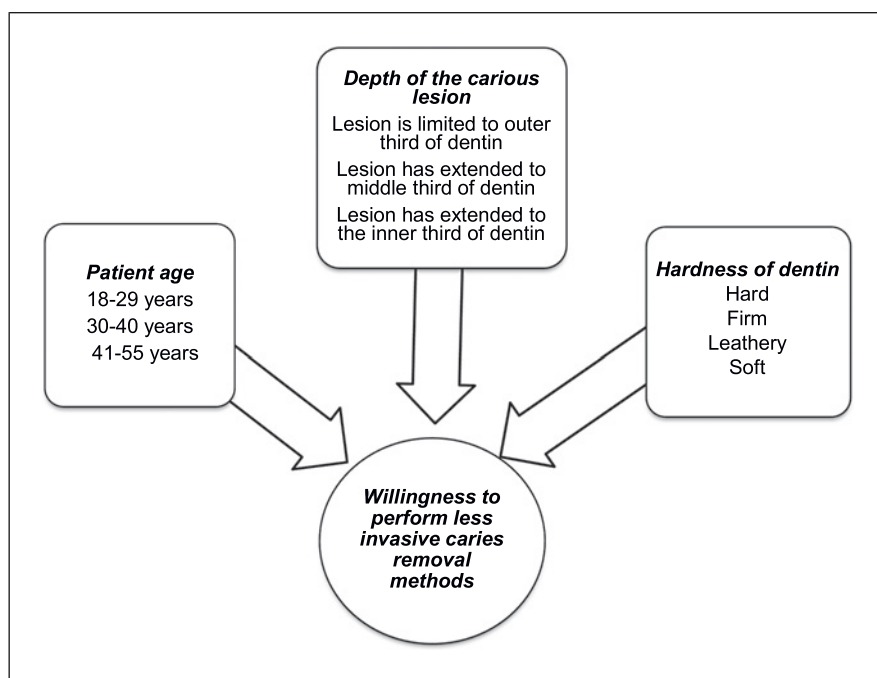 Depth of the carious
lesion
Lesion is limited to outer
third of dentin
Lesion has extended to
middle third of dentin
Lesion has extended to
the inner third of dentin
Patient age
18-29 years
30-40 years
41-55 years
Hardness of dentin
Hard
Firm
Leathery
Soft
Willingness to
perform less
invasive caries
removal
methods